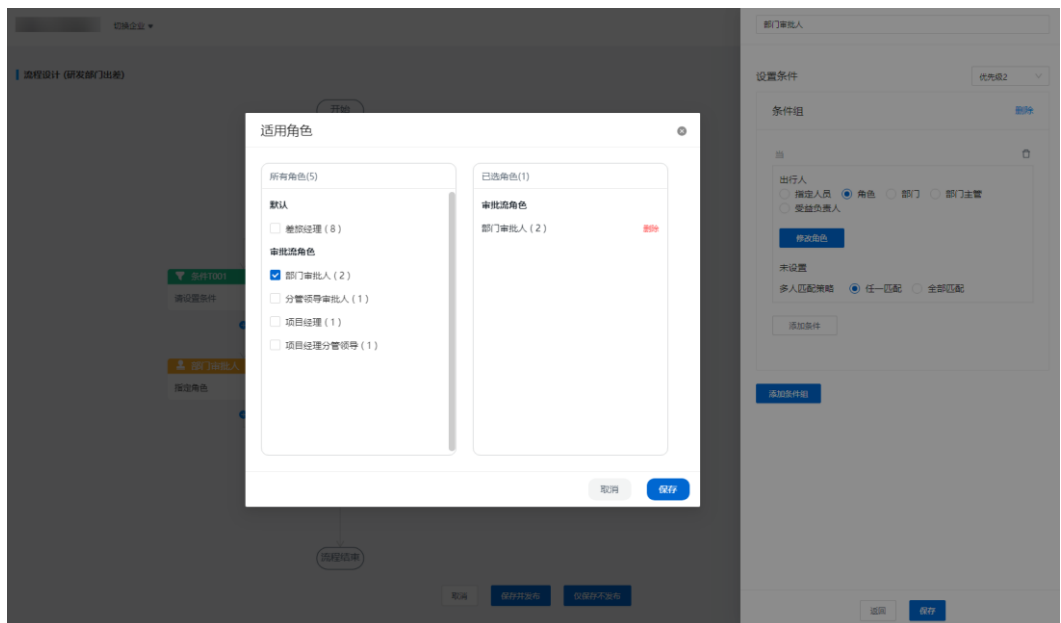 切换企业
流程设计 (研发部门出差)
开始
条件T001
请设置条件
部门审批人
指定角色
流程结束
取消
保存并发布
仅保存不发布
适用角色
所有角色(5)
默认
差旅经理 ( 8 )
审批流角色
部门审批人 ( 2 )
分管领导审批人 ( 1 )
项目经理 ( 1 )
项目经理分管领导 ( 1 )
已选角色(1)
审批流角色
部门审批人 ( 2 )
删除
取消
保存
部门审批人
设置条件
优先级2
条件组
删除
出行人
指定人员 角色 部门 部门主管
受益负责人
修改角色
未设置
多人匹配策略 任一匹配 全部匹配
添加条件
添加条件组
返回
保存